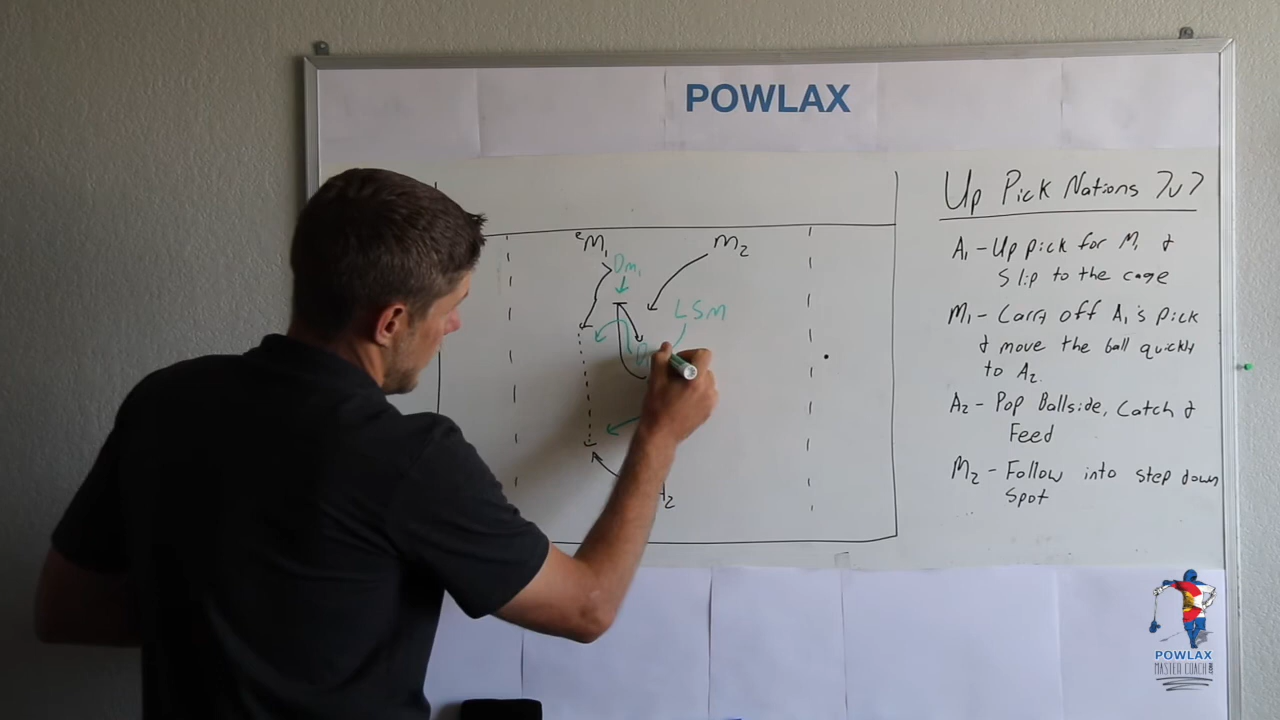 POWLAX
Up Pick Nations 7v7
A₁ - Up pick for M₁ &
Slip to the cage
M₁ - Carry off A₁'s pick
& move the ball quickly
to A₂.
A₂ - Pop Ballside, Catch &
Feed
M₂ - Follow into step down
Spot
M₁
M₂
Dm₁
LSM
A₂
POWLAX
MASTER COACH